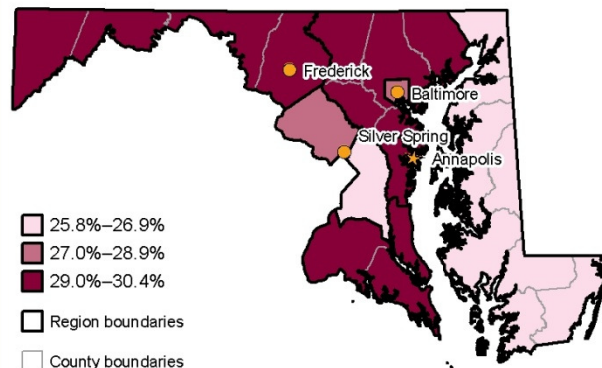 Frederick
Baltimore
Silver Spring
Annapolis
25.8%–26.9%
27.0%–28.9%
29.0%–30.4%
Region boundaries
County boundaries